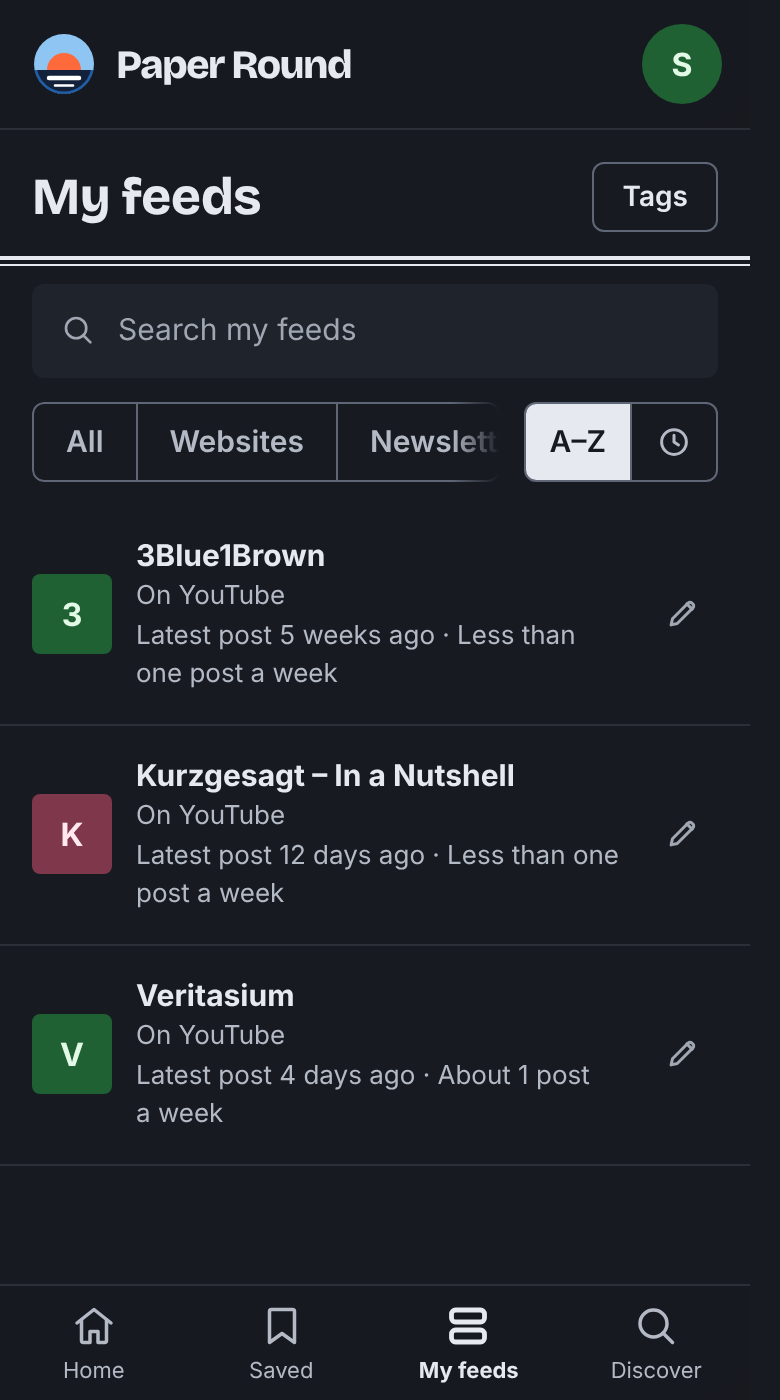 Paper Round
S
My feeds
Tags
Search my feeds
All
Websites
Newslett
A–Z
3
3Blue1Brown
On YouTube
Latest post 5 weeks ago · Less than
one post a week
K
Kurzgesagt – In a Nutshell
On YouTube
Latest post 12 days ago · Less than one
post a week
V
Veritasium
On YouTube
Latest post 4 days ago · About 1 post
a week
Home
Saved
My feeds
Discover